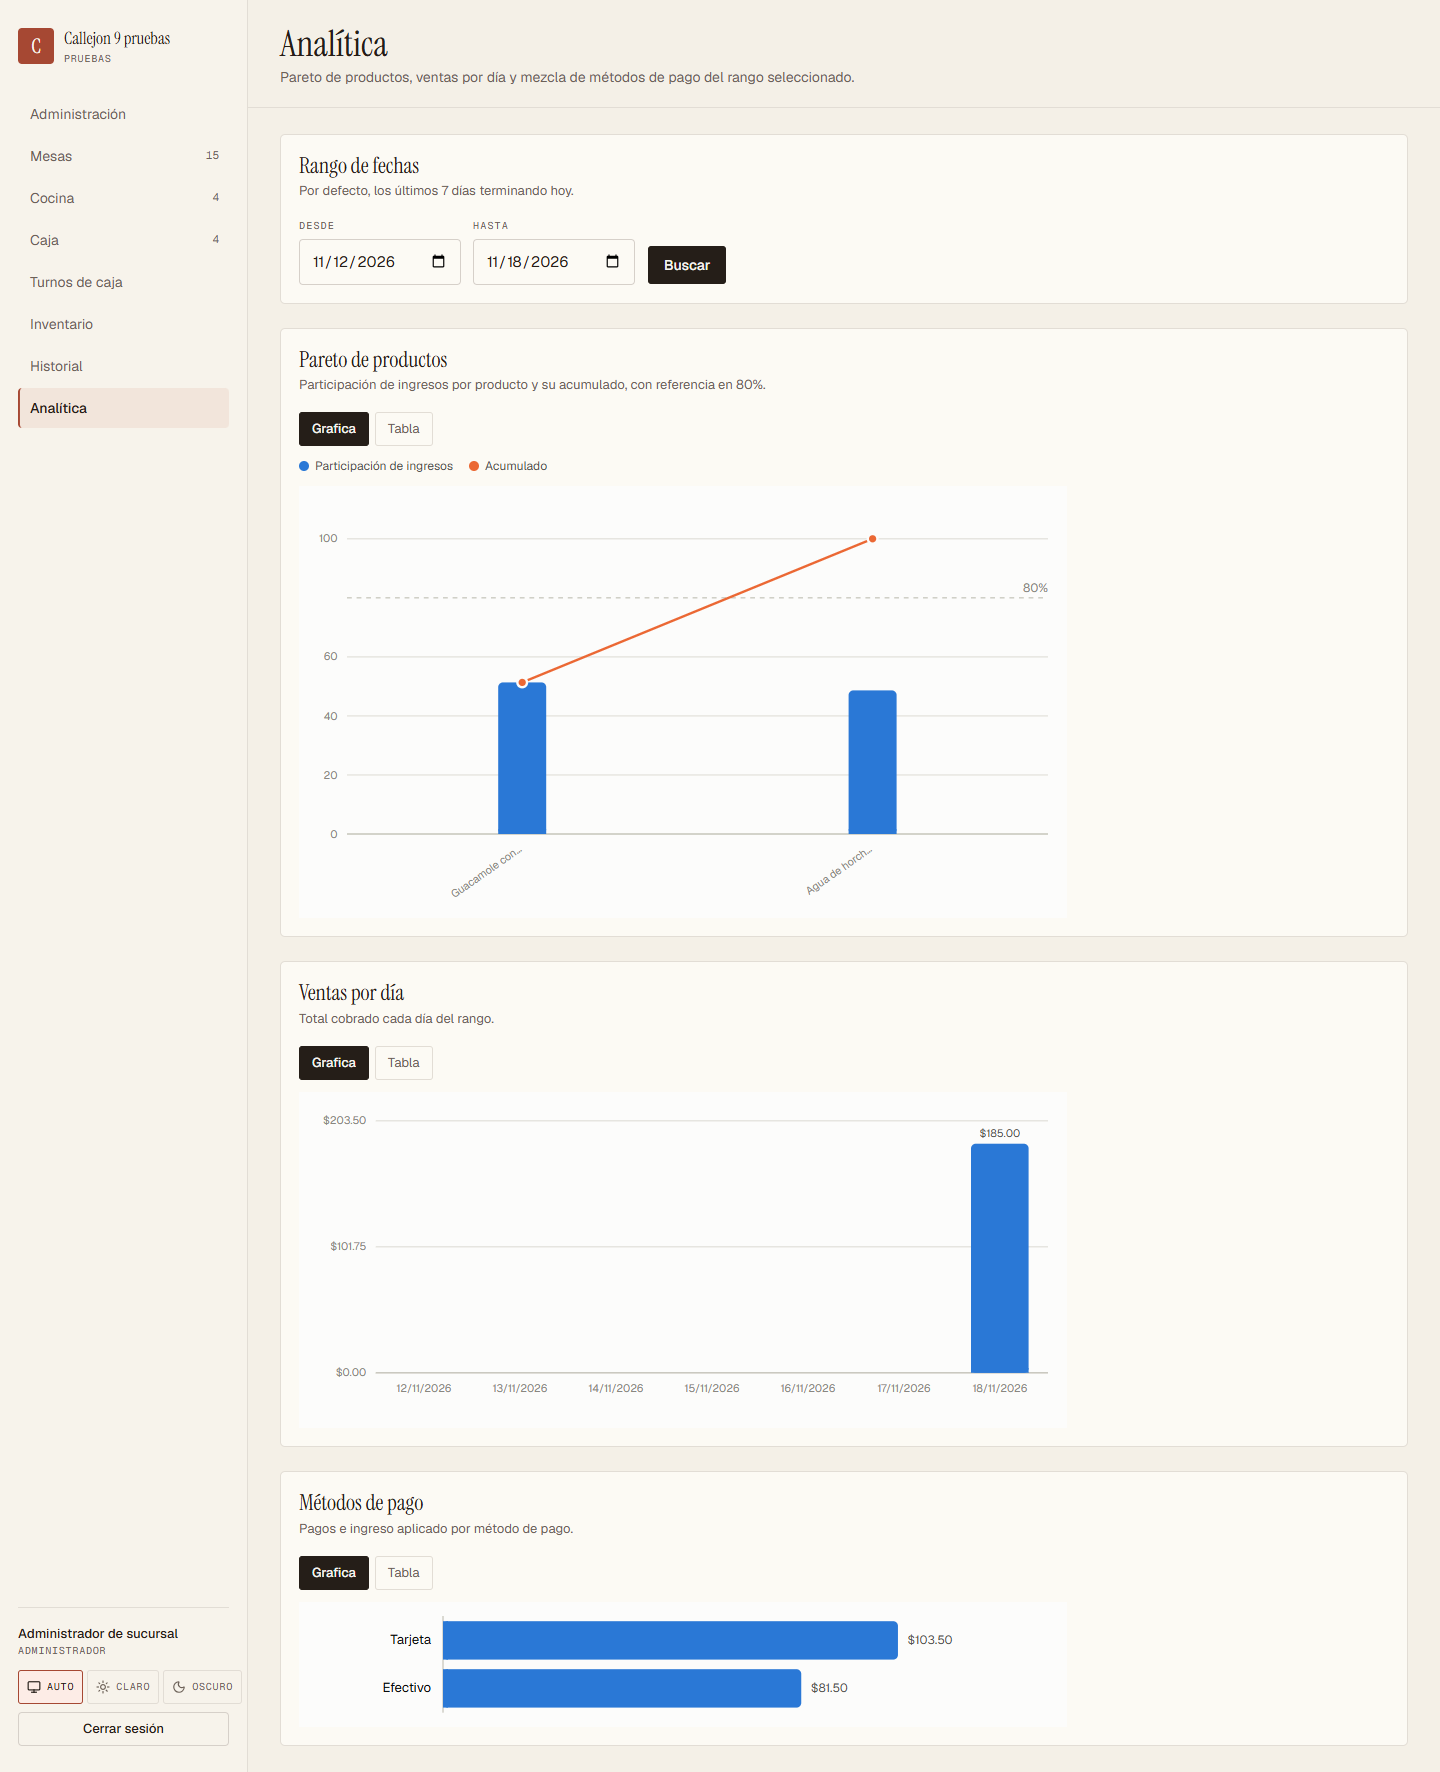 C
Callejon 9 pruebas
PRUEBAS
Administración
Mesas 15
Cocina 4
Caja 4
Turnos de caja
Inventario
Historial
Analítica
Administrador de sucursal
ADMINISTRADOR
AUTO CLARO OSCURO
Cerrar sesión
Analítica
Pareto de productos, ventas por día y mezcla de métodos de pago del rango seleccionado.
Rango de fechas
Por defecto, los últimos 7 días terminando hoy.
DESDE HASTA
11/12/2026 11/18/2026 Buscar
Pareto de productos
Participación de ingresos por producto y su acumulado, con referencia en 80%.
Grafica Tabla
Participación de ingresos Acumulado
100
80%
60
40
20
0
Guacamole con… Agua de horch…
Ventas por día
Total cobrado cada día del rango.
Grafica Tabla
$203.50
$185.00
$101.75
$0.00
12/11/2026 13/11/2026 14/11/2026 15/11/2026 16/11/2026 17/11/2026 18/11/2026
Métodos de pago
Pagos e ingreso aplicado por método de pago.
Grafica Tabla
Tarjeta $103.50
Efectivo $81.50